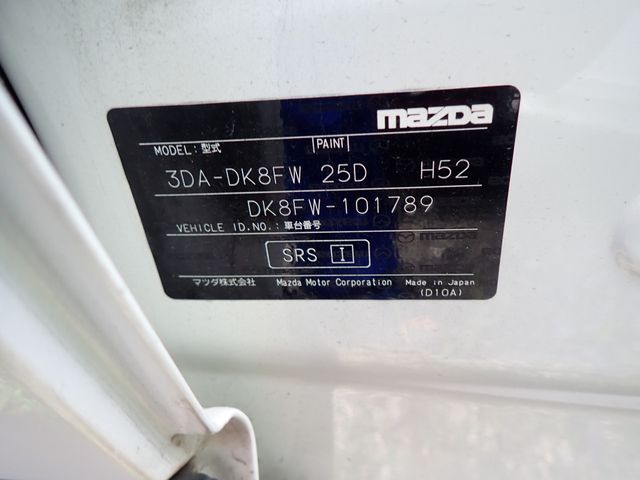 mazda
MODEL: 型式 PAINT
3DA-DK8FW 25D H52
DK8FW-101789
VEHICLE ID.NO.: 車台番号
SRS I
マツダ株式会社 Mazda Motor Corporation Made in Japan
(D10A)